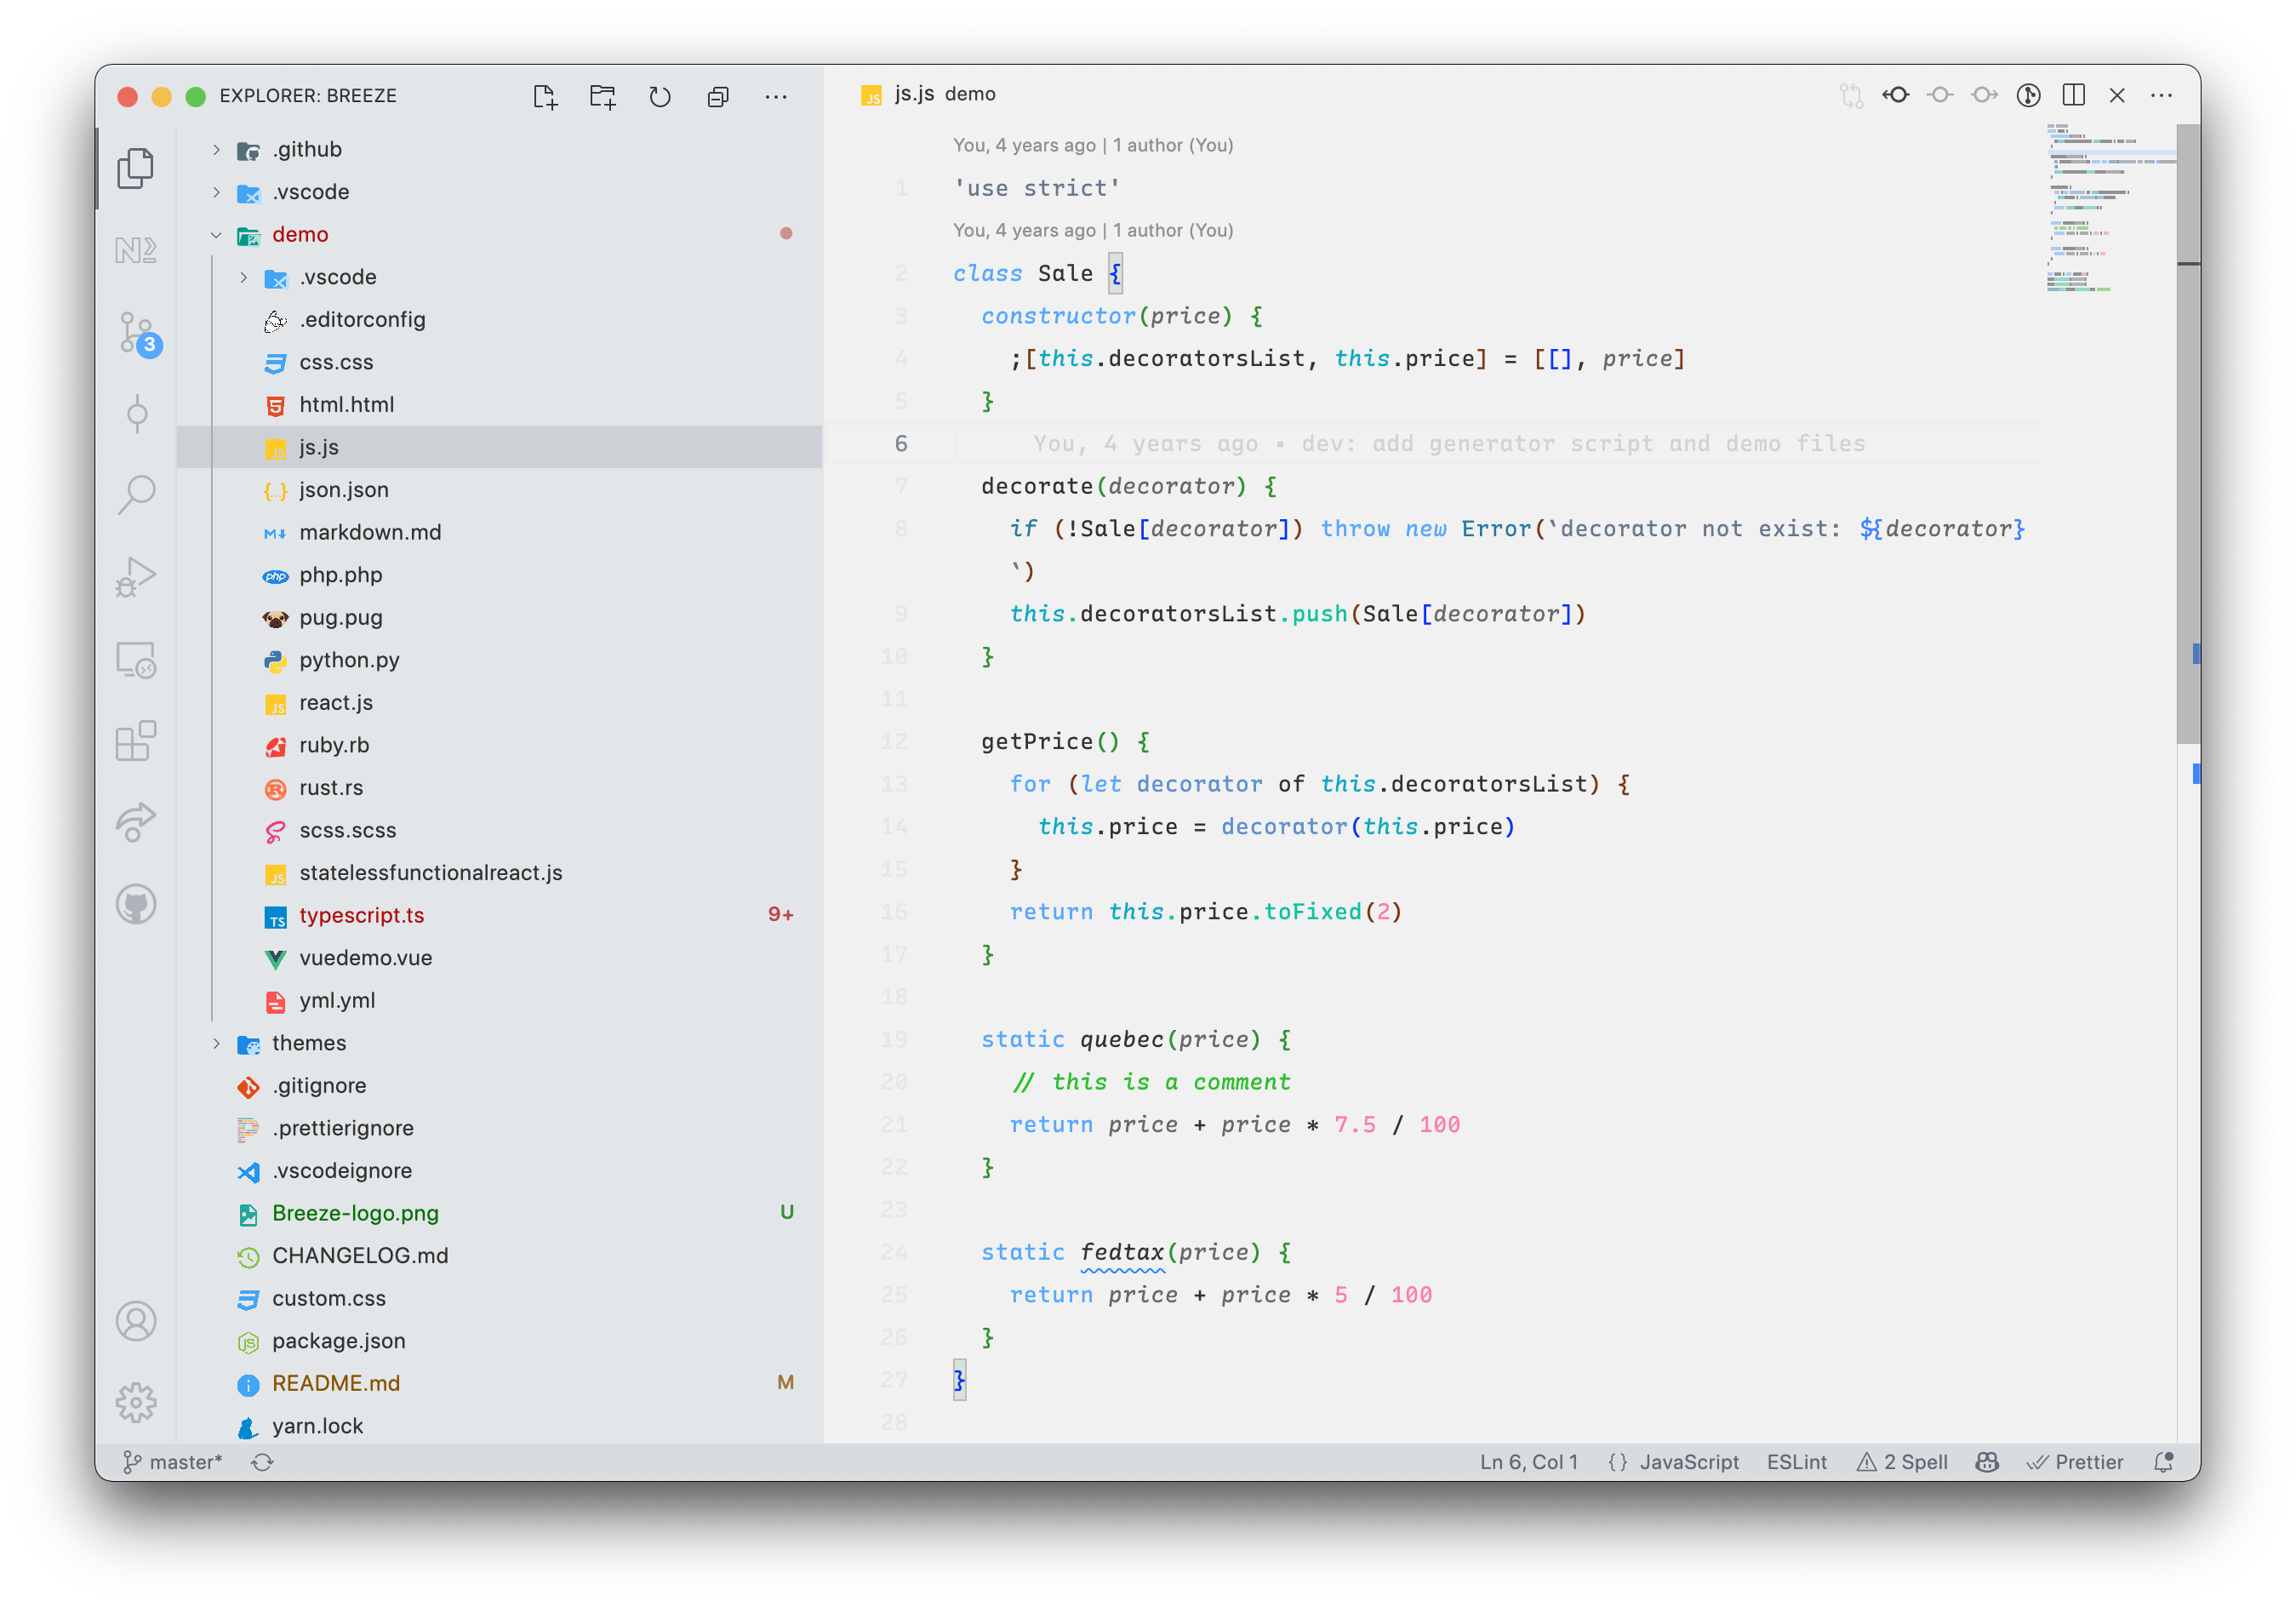 EXPLORER: BREEZE
.github
.vscode
demo
.vscode
.editorconfig
css.css
html.html
js.js
json.json
markdown.md
php.php
pug.pug
python.py
react.js
ruby.rb
rust.rs
scss.scss
statelessfunctionalreact.js
typescript.ts 9+
vuedemo.vue
yml.yml
themes
.gitignore
.prettierignore
.vscodeignore
Breeze-logo.png U
CHANGELOG.md
custom.css
package.json
README.md M
yarn.lock
3
js.js demo
You, 4 years ago | 1 author (You)
1 'use strict'
You, 4 years ago | 1 author (You)
2 class Sale {
3 constructor(price) {
4 ;[this.decoratorsList, this.price] = [[], price]
5 }
6 You, 4 years ago • dev: add generator script and demo files
7 decorate(decorator) {
8 if (!Sale[decorator]) throw new Error(`decorator not exist: ${decorator}
`)
9 this.decoratorsList.push(Sale[decorator])
10 }
11
12 getPrice() {
13 for (let decorator of this.decoratorsList) {
14 this.price = decorator(this.price)
15 }
16 return this.price.toFixed(2)
17 }
18
19 static quebec(price) {
20 // this is a comment
21 return price + price * 7.5 / 100
22 }
23
24 static fedtax(price) {
25 return price + price * 5 / 100
26 }
27 }
28
master* Ln 6, Col 1 {} JavaScript ESLint 2 Spell Prettier